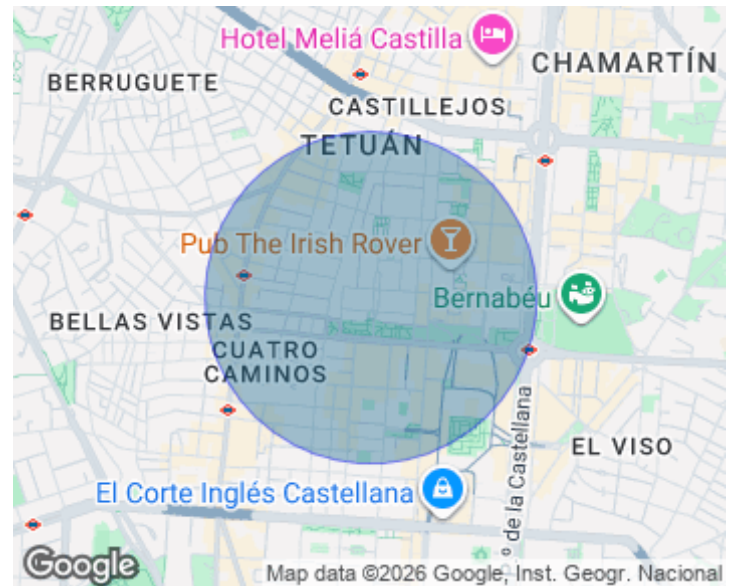 Hotel Meliá Castilla
CHAMARTÍN
BERRUGUETE
CASTILLEJOS
TETUÁN
Pub The Irish Rover
Bernabéu
BELLAS VISTAS
CUATRO
CAMINOS
EL VISO
º de la Castellana
El Corte Inglés Castellana
Google
Map data ©2026 Google, Inst. Geogr. Nacional